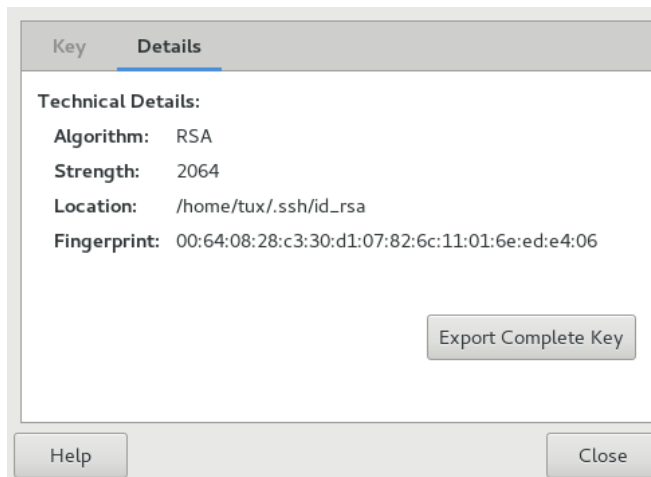 Key Details
Technical Details:
Algorithm: RSA
Strength: 2064
Location: /home/tux/.ssh/id_rsa
Fingerprint: 00:64:08:28:c3:30:d1:07:82:6c:11:01:6e:ed:e4:06
Export Complete Key
Help Close